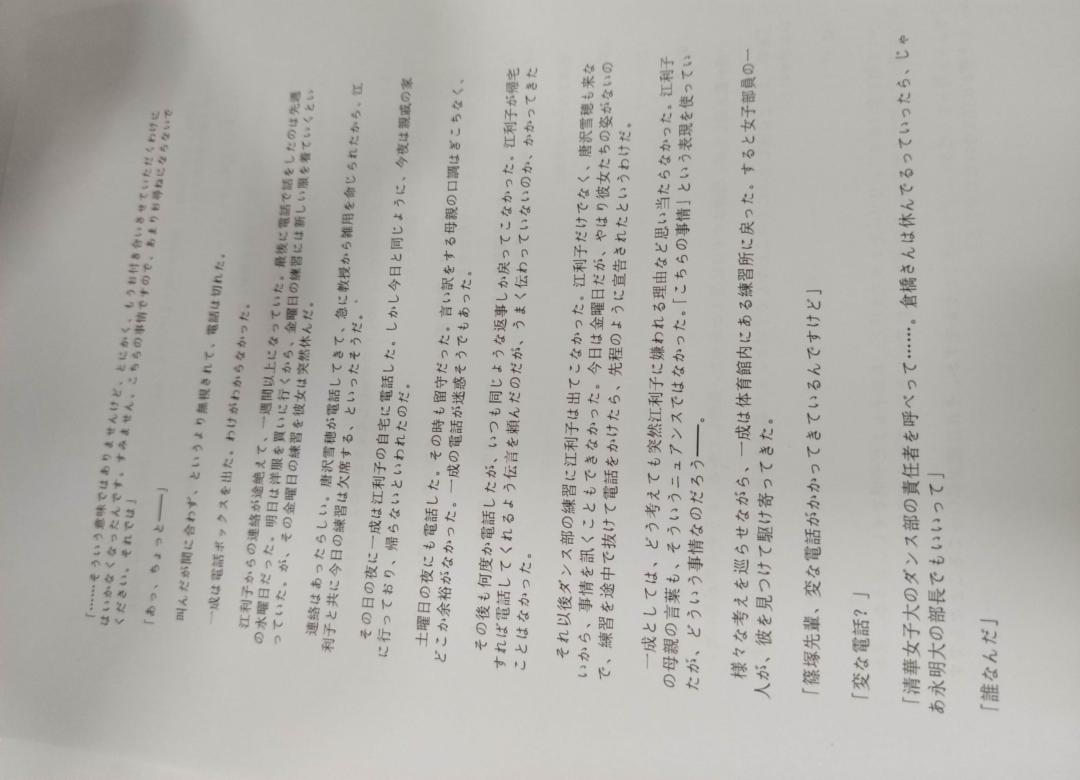 「……そういう意味ではありませんけど、とにかく、もうお付き合いさせていただくわけに
はいかなくなったんです。すみません、こちらの事情ですので、あまりお尋ねにならないで
ください。それでは」
「あっ、ちょっと――」
叫んだが間に合わず、というより無視されて、電話は切れた。
一成は電話ボックスを出た。わけがわからなかった。
江利子からの連絡が途絶えて、一週間以上になっていた。最後に電話で話をしたのは先週
の水曜日だった。明日は洋服を買いに行くから、金曜日の練習には新しい服を着ていくとい
っていた。が、その金曜日の練習を彼女は突然休んだ。
連絡はあったらしい。唐沢雪穂が電話してきて、急に教授から雑用を命じられたから、江
利子と共に今日の練習は欠席する、といったそうだ。
その日の夜に一成は江利子の自宅に電話した。しかし今日と同じように、今夜は親戚の家
に行っており、帰らないといわれたのだ。
土曜日の夜にも電話した。その時も留守だった。言い訳をする母親の口調はぎこちなく、
どこか余裕がなかった。一成の電話が迷惑そうでもあった。
その後も何度か電話したが、いつも同じような返事しか戻ってこなかった。江利子が帰宅
すれば電話してくれるよう伝言を頼んだのだが、うまく伝わっていないのか、かかってきた
ことはなかった。
それ以後ダンス部の練習に江利子は出てこなかった。江利子だけでなく、唐沢雪穂も来な
いから、事情を訊くこともできなかった。今日は金曜日だが、やはり彼女たちの姿がないの
で、練習を途中で抜けて電話をかけたら、先程のように宣告されたというわけだ。
一成としては、どう考えても突然江利子に嫌われる理由など思い当たらなかった。江利子
の母親の言葉も、そういうニュアンスではなかった。「こちらの事情」という表現を使ってい
たが、どういう事情なのだろう――。
様々な考えを巡らせながら、一成は体育館内にある練習所に戻った。すると女子部員の一
人が、彼を見つけて駆け寄ってきた。
「篠塚先輩、変な電話がかかってきているんですけど」
「変な電話？」
「清華女子大のダンス部の責任者を呼べって……。倉橋さんは休んでるっていったら、じゃ
あ永明大の部長でもいいって」
「誰なんだ」